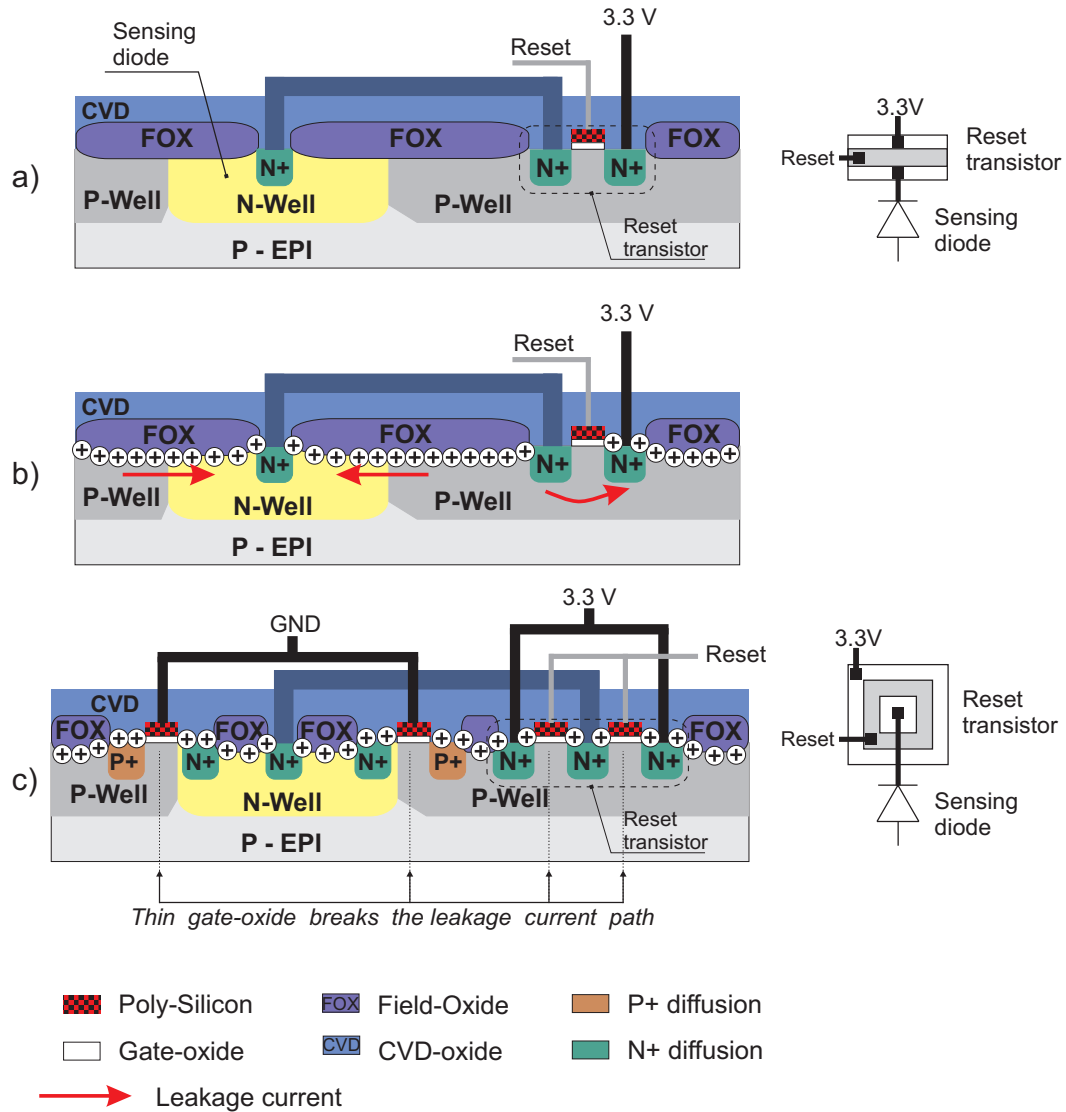 a)
Sensing
diode
Reset
3.3 V
CVD
FOX
FOX
FOX
N+
N+
N+
P-Well
N-Well
P-Well
Reset
transistor
P - EPI
3.3V
Reset
Reset
transistor
Sensing
diode
b)
3.3 V
Reset
CVD
FOX
FOX
FOX
+ + + + + + + + + + + + + + + + + + + + + + + + + + + + + +
N+
N+
N+
P-Well
N-Well
P-Well
P - EPI
c)
3.3 V
GND
Reset
CVD
FOX
FOX
FOX
FOX
+ + + + + + + + + + + + + + + + + + + + + + + + + + + +
P+
N+
N+
N+
P+
N+
N+
N+
P-Well
N-Well
P-Well
Reset
transistor
P - EPI
Thin gate-oxide breaks the leakage current path
3.3V
Reset
Reset
transistor
Sensing
diode
Poly-Silicon
FOX Field-Oxide
P+ diffusion
Gate-oxide
CVD CVD-oxide
N+ diffusion
Leakage current